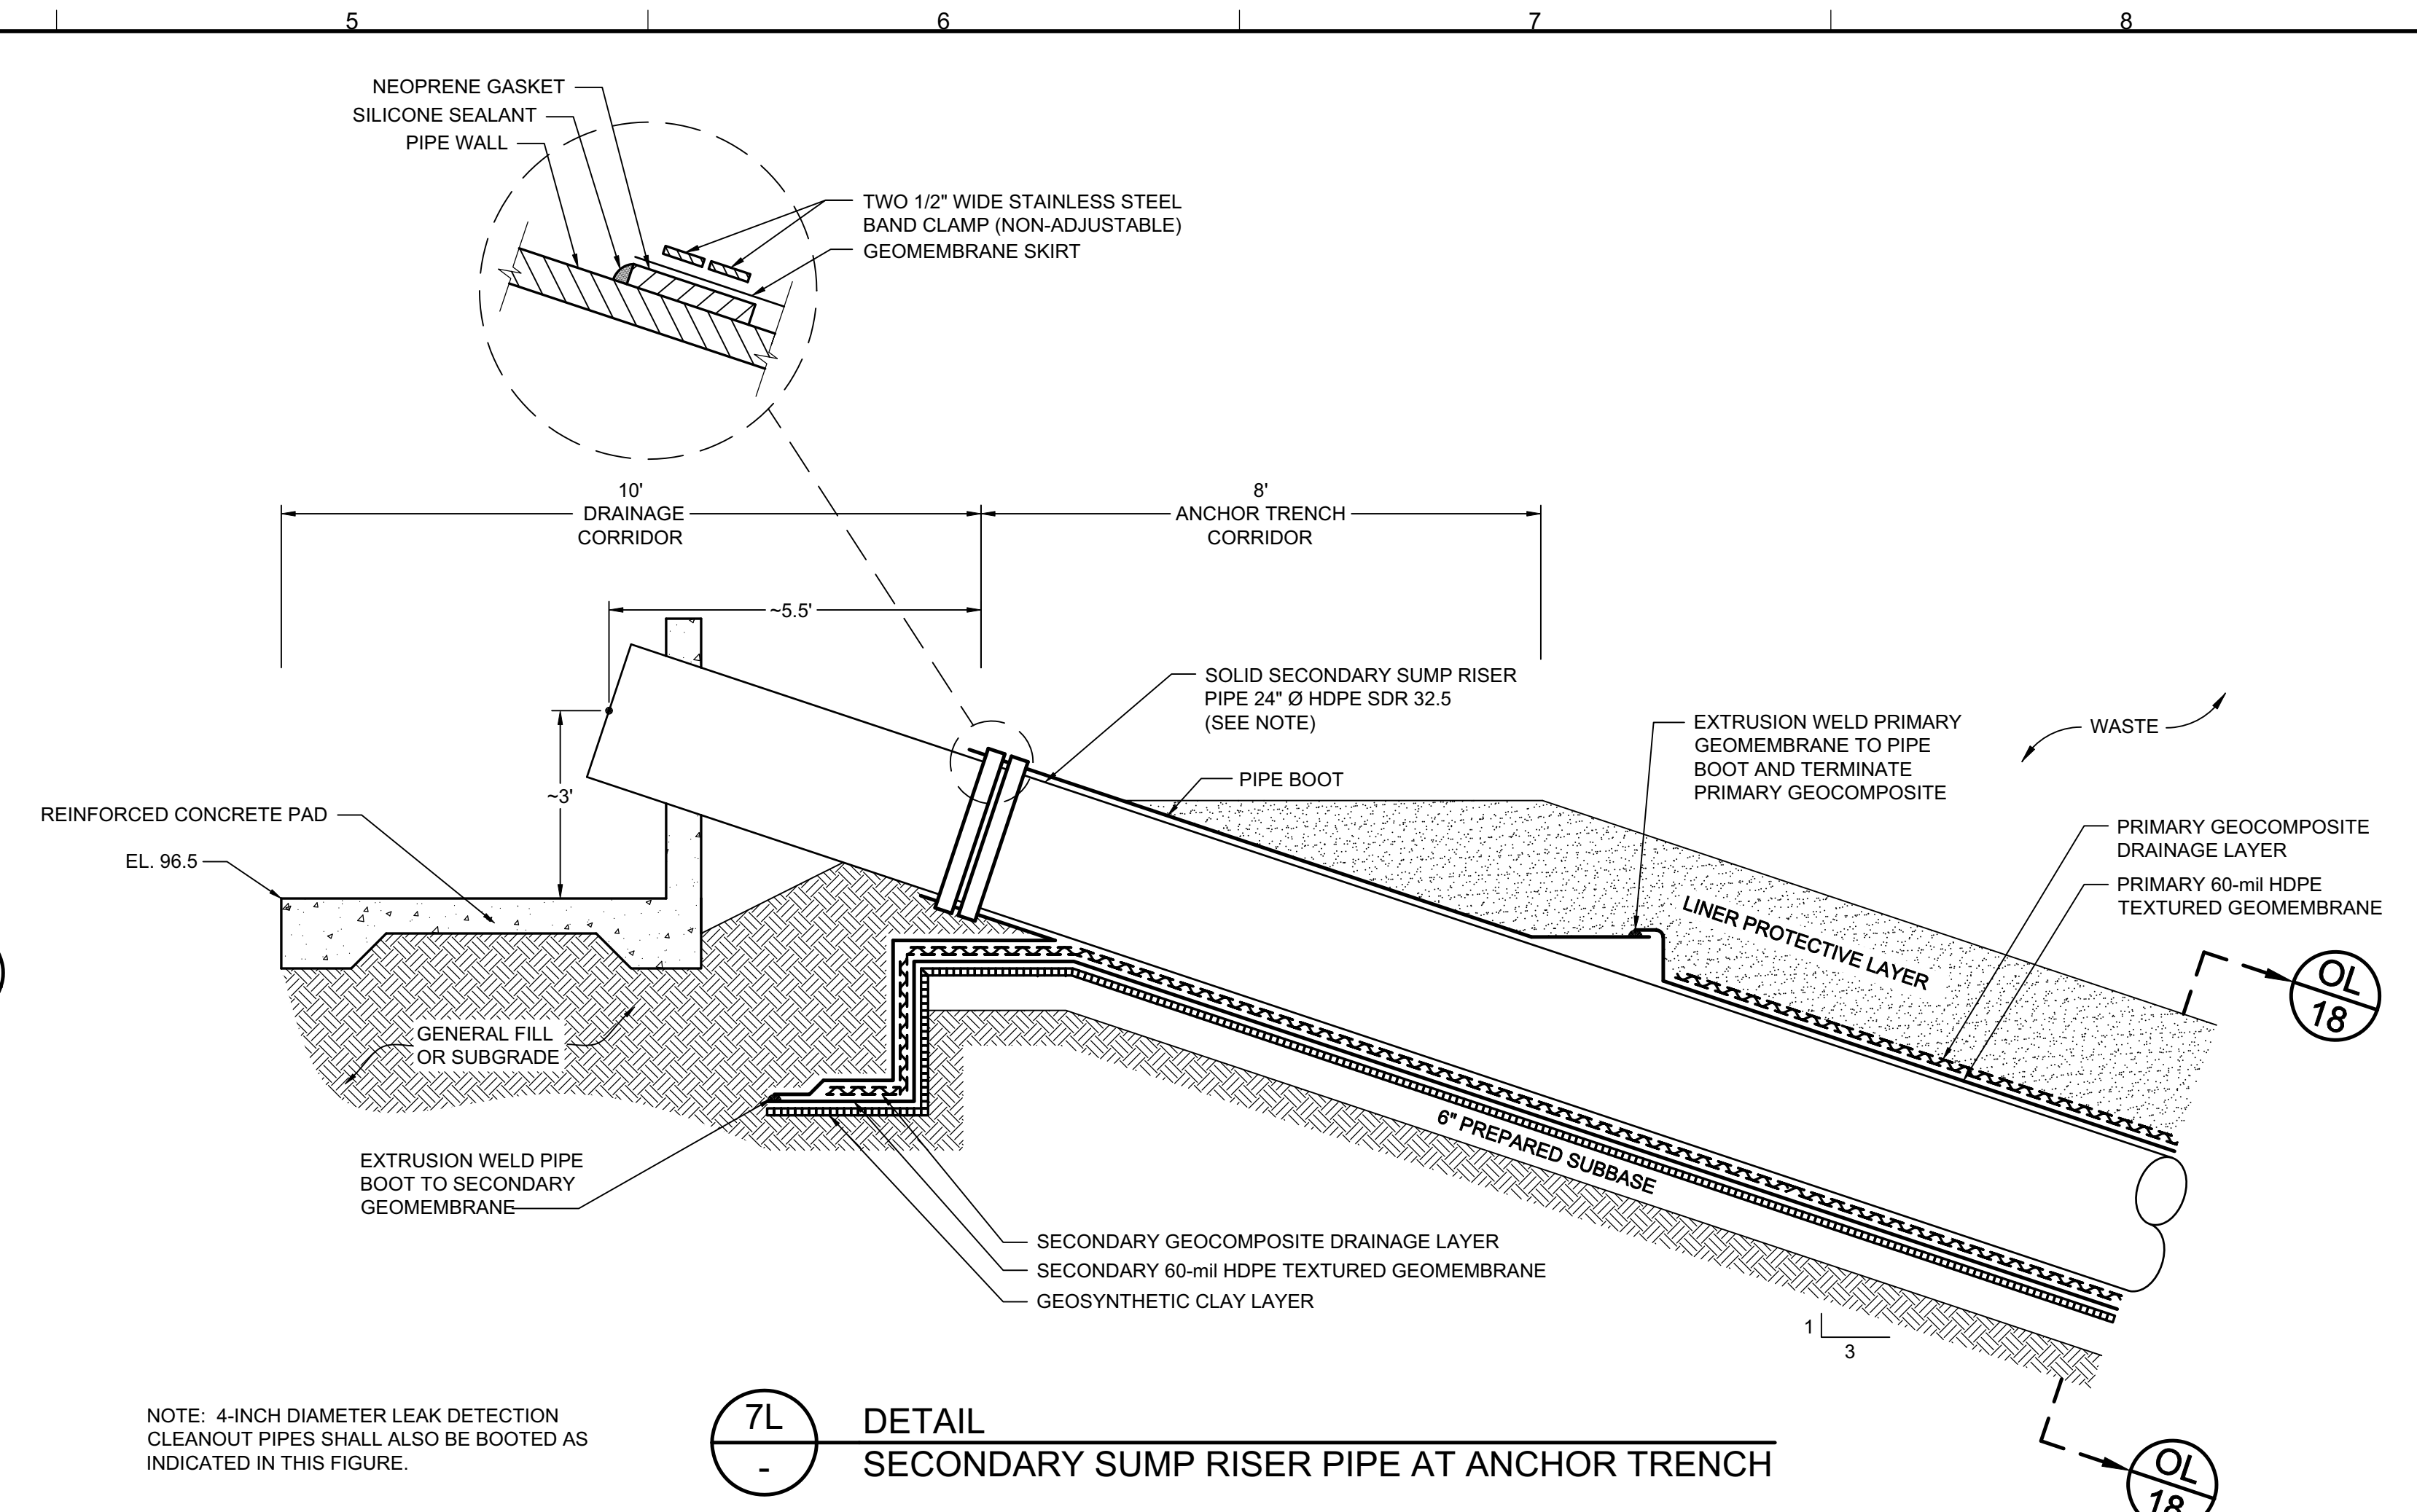 5
6
7
8
NEOPRENE GASKET
SILICONE SEALANT
PIPE WALL
TWO 1/2" WIDE STAINLESS STEEL
BAND CLAMP (NON-ADJUSTABLE)
GEOMEMBRANE SKIRT
10'
DRAINAGE
CORRIDOR
8'
ANCHOR TRENCH
CORRIDOR
~5.5'
SOLID SECONDARY SUMP RISER
PIPE 24" Ø HDPE SDR 32.5
(SEE NOTE)
PIPE BOOT
EXTRUSION WELD PRIMARY
GEOMEMBRANE TO PIPE
BOOT AND TERMINATE
PRIMARY GEOCOMPOSITE
WASTE
~3'
REINFORCED CONCRETE PAD
EL. 96.5
PRIMARY GEOCOMPOSITE
DRAINAGE LAYER
PRIMARY 60-mil HDPE
TEXTURED GEOMEMBRANE
LINER PROTECTIVE LAYER
OL
18
GENERAL FILL
OR SUBGRADE
6" PREPARED SUBBASE
EXTRUSION WELD PIPE
BOOT TO SECONDARY
GEOMEMBRANE
SECONDARY GEOCOMPOSITE DRAINAGE LAYER
SECONDARY 60-mil HDPE TEXTURED GEOMEMBRANE
GEOSYNTHETIC CLAY LAYER
1
3
NOTE: 4-INCH DIAMETER LEAK DETECTION
CLEANOUT PIPES SHALL ALSO BE BOOTED AS
INDICATED IN THIS FIGURE.
7L
-
DETAIL
SECONDARY SUMP RISER PIPE AT ANCHOR TRENCH
OL
18